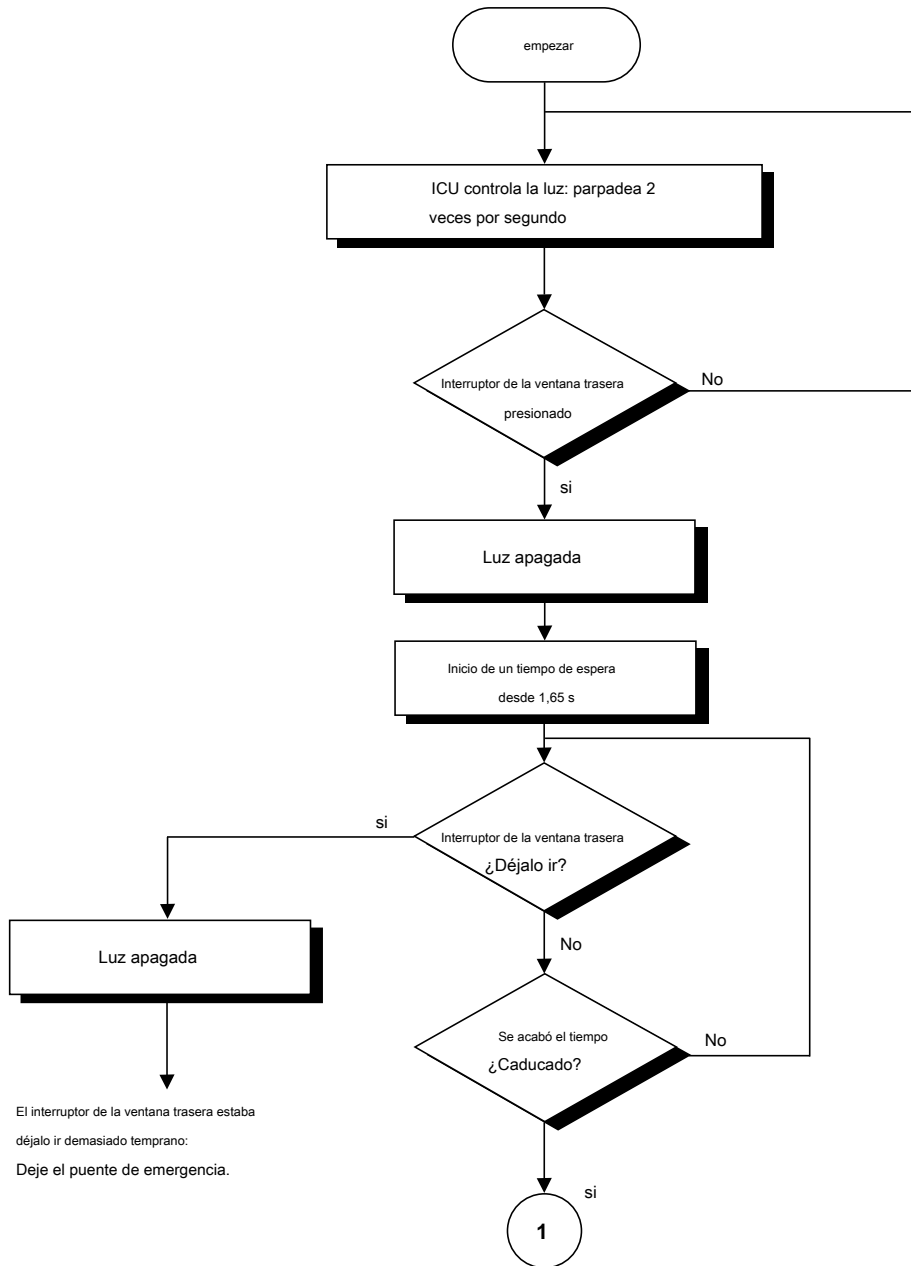 empezar
ICU controla la luz: parpadea 2
veces por segundo
Interruptor de la ventana trasera
presionado
No
si
Luz apagada
Inicio de un tiempo de espera
desde 1,65 s
si
Interruptor de la ventana trasera
¿Déjalo ir?
No
Luz apagada
Se acabó el tiempo
¿Caducado?
No
El interruptor de la ventana trasera estaba
déjalo ir demasiado temprano:
Deje el puente de emergencia.
si
1